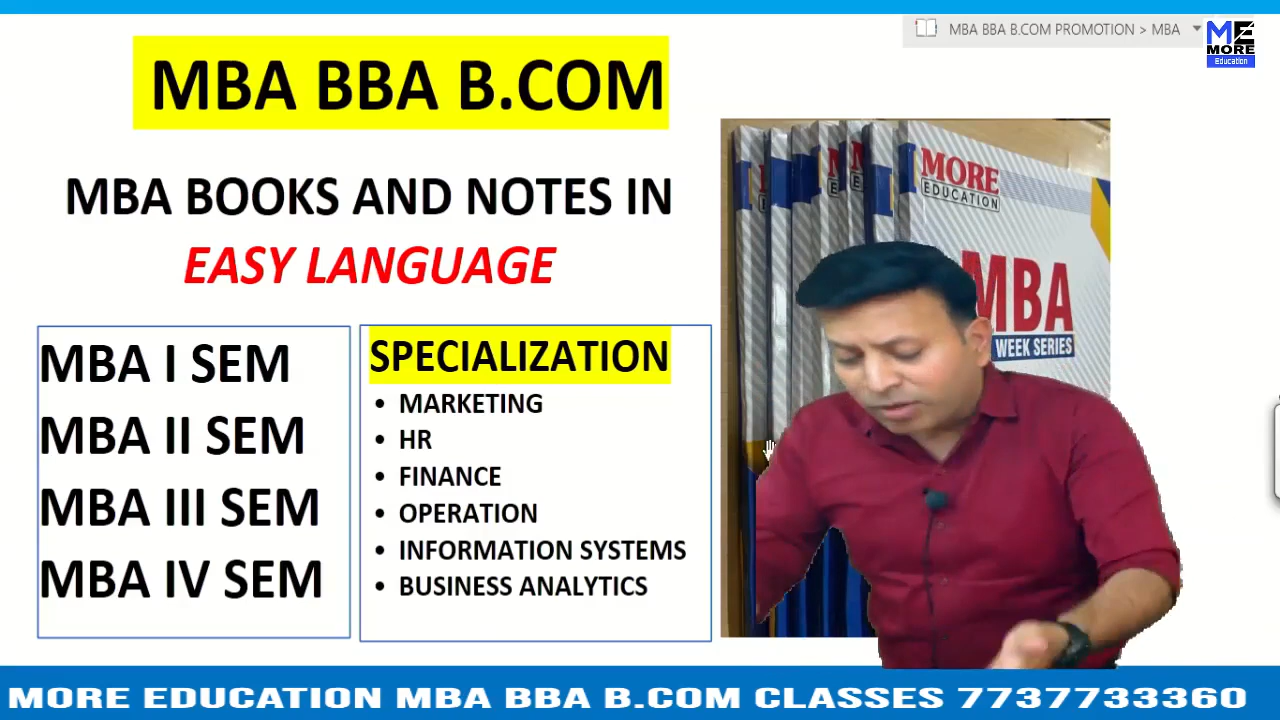 MBA BBA B.COM PROMOTION > MBA
ME
MORE
Education
MBA BBA B.COM
MBA BOOKS AND NOTES IN
EASY LANGUAGE
MORE
EDUCATION
MBA
WEEK SERIES
MBA I SEM
MBA II SEM
MBA III SEM
MBA IV SEM
SPECIALIZATION
• MARKETING
• HR
• FINANCE
• OPERATION
• INFORMATION SYSTEMS
• BUSINESS ANALYTICS
MORE EDUCATION MBA BBA B.COM CLASSES 7737733360